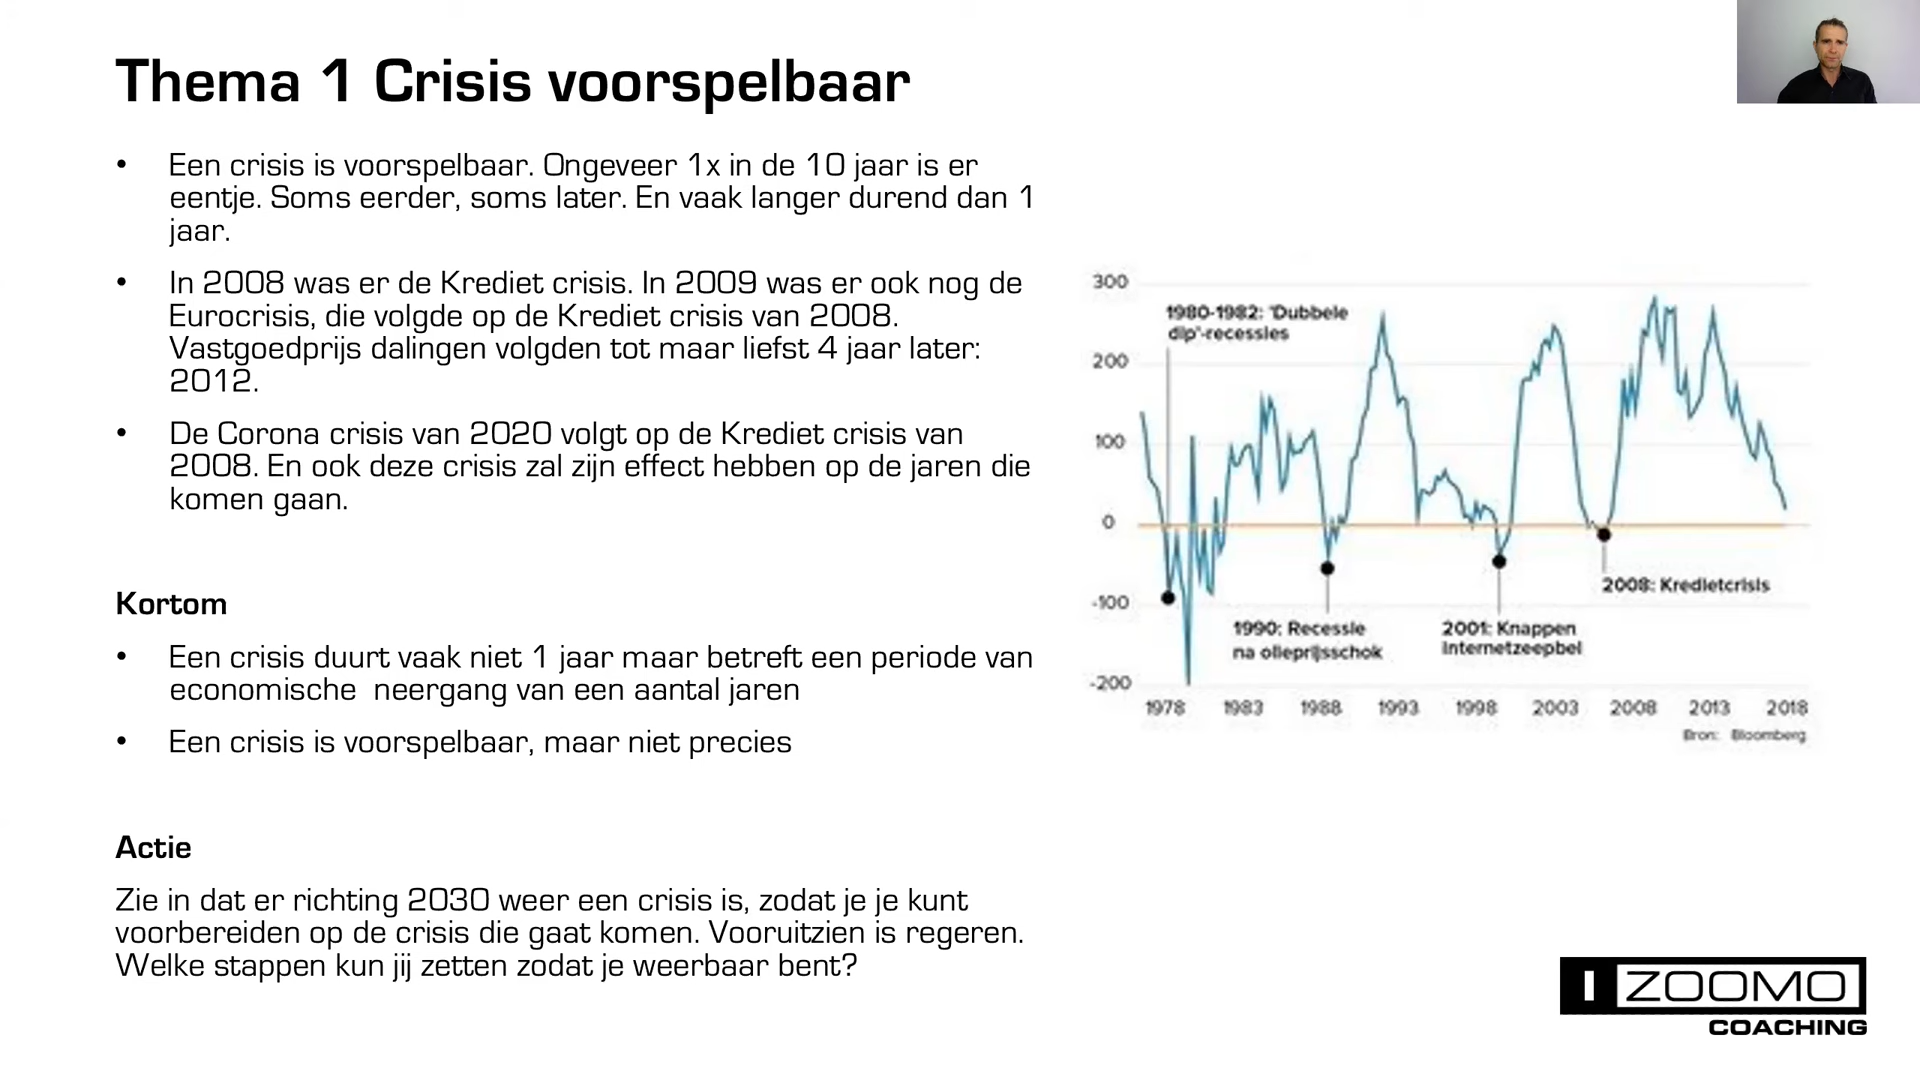 Thema 1 Crisis voorspelbaar
• Een crisis is voorspelbaar. Ongeveer 1x in de 10 jaar is er
eentje. Soms eerder, soms later. En vaak langer durend dan 1
jaar.
• In 2008 was er de Krediet crisis. In 2009 was er ook nog de
Eurocrisis, die volgde op de Krediet crisis van 2008.
Vastgoedprijs dalingen volgden tot maar liefst 4 jaar later:
2012.
• De Corona crisis van 2020 volgt op de Krediet crisis van
2008. En ook deze crisis zal zijn effect hebben op de jaren die
komen gaan.
Kortom
• Een crisis duurt vaak niet 1 jaar maar betreft een periode van
economische neergang van een aantal jaren
• Een crisis is voorspelbaar, maar niet precies
Actie
Zie in dat er richting 2030 weer een crisis is, zodat je je kunt
voorbereiden op de crisis die gaat komen. Vooruitzien is regeren.
Welke stappen kun jij zetten zodat je weerbaar bent?
300
200
100
0
-100
-200
1980-1982: 'Dubbele
dip'-recessies
1990: Recessie
na olieprijsschok
2001: Knappen
internetzeepbel
2008: Kredietcrisis
1978 1983 1988 1993 1998 2003 2008 2013 2018
Bron: Bloomberg
I ZOOMO
COACHING